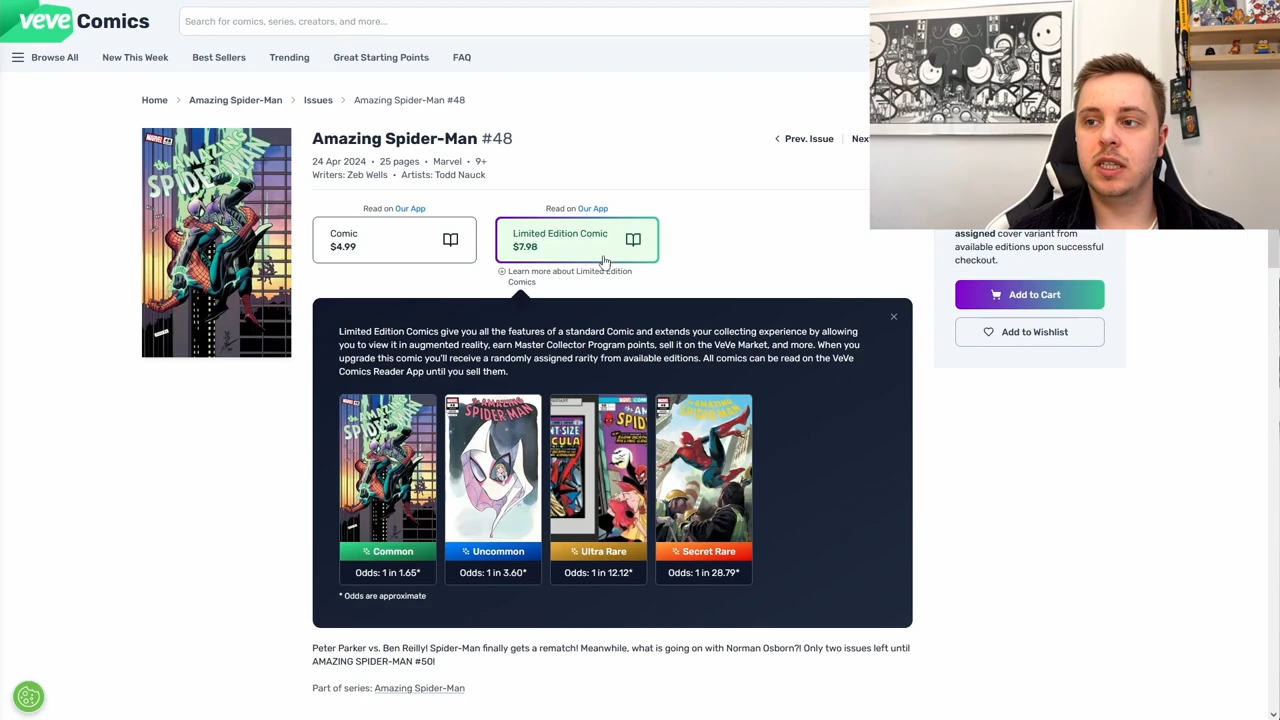 veve Comics
Search for comics, series, creators, and more...
Browse All
New This Week
Best Sellers
Trending
Great Starting Points
FAQ
Home > Amazing Spider-Man > Issues > Amazing Spider-Man #48
Amazing Spider-Man #48
Prev. Issue
24 Apr 2024 • 25 pages • Marvel • 9+
Writers: Zeb Wells • Artists: Todd Nauck
Read on Our App
Comic
$4.99
Read on Our App
Limited Edition Comic
$7.98
Learn more about Limited Edition
Comics
assigned cover variant from
available editions upon successful
checkout.
Add to Cart
Add to Wishlist
Limited Edition Comics give you all the features of a standard Comic and extends your collecting experience by allowing
you to view it in augmented reality, earn Master Collector Program points, sell it on the VeVe Market, and more. When you
upgrade this comic you'll receive a randomly assigned rarity from available editions. All comics can be read on the VeVe
Comics Reader App until you sell them.
Common
Odds: 1 in 1.65*
Uncommon
Odds: 1 in 3.60*
Ultra Rare
Odds: 1 in 12.12*
Secret Rare
Odds: 1 in 28.79*
* Odds are approximate
Peter Parker vs. Ben Reilly! Spider-Man finally gets a rematch! Meanwhile, what is going on with Norman Osborn?! Only two issues left until
AMAZING SPIDER-MAN #50!
Part of series: Amazing Spider-Man